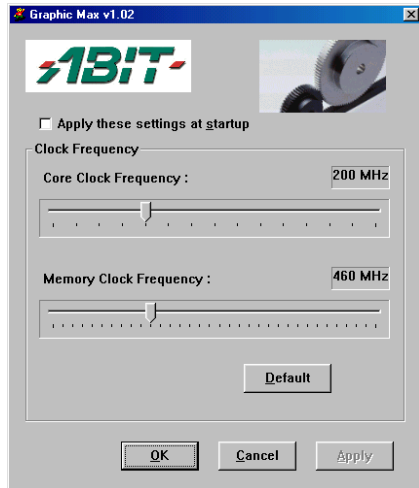 Graphic Max v1.02
ABIT
Apply these settings at startup
Clock Frequency
Core Clock Frequency :
200 MHz
Memory Clock Frequency :
460 MHz
Default
OK
Cancel
Apply